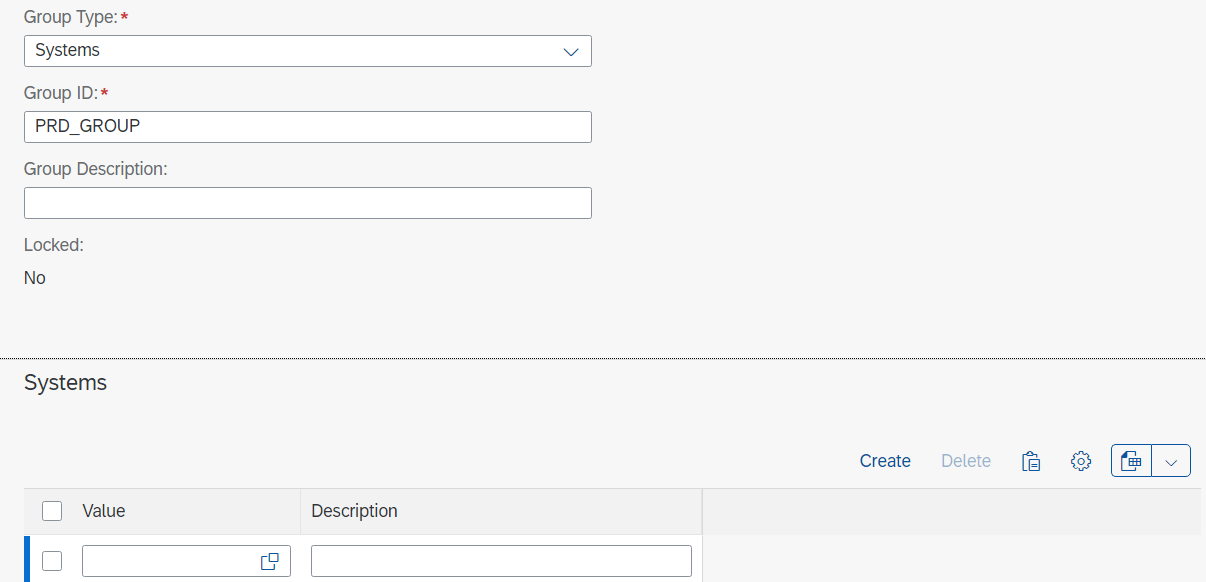 Group Type:*
Systems
Group ID:*
PRD_GROUP
Group Description:
Locked:
No
Systems
Create Delete
Value Description